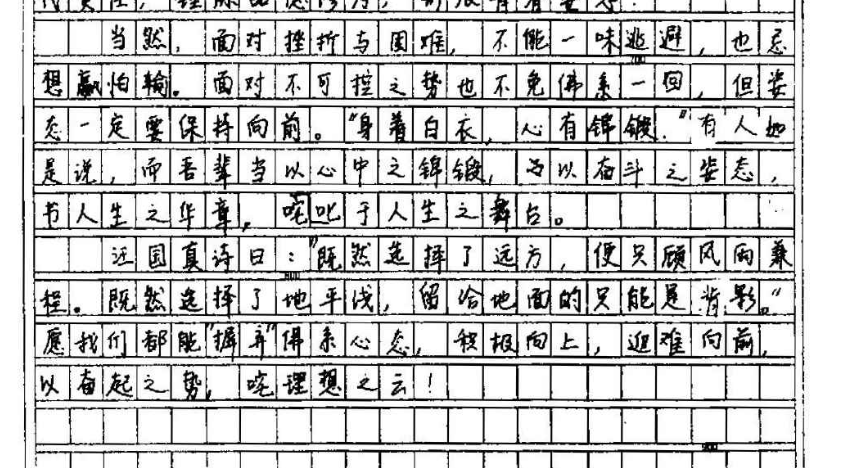 当然，面对挫折与困难，不能一味逃避，也忌
700
想赢怕输。面对不可控之势也不免佛系一回，但姿
态一定要保持向前。"身着白衣，心有锦缎。"有人如
是说，而吾辈当以心中之锦缎，当以奋斗之姿态，
书人生之华章，咤叱于人生之舞台。
汪国真诗曰："既然选择了远方，便只顾风雨兼
800
程。既然选择了地平线，留给地面的只能是背影。"
愿我们都能"摒弃"佛系心态，积极向上，迎难向前，
以奋起之势，咤理想之云！
900